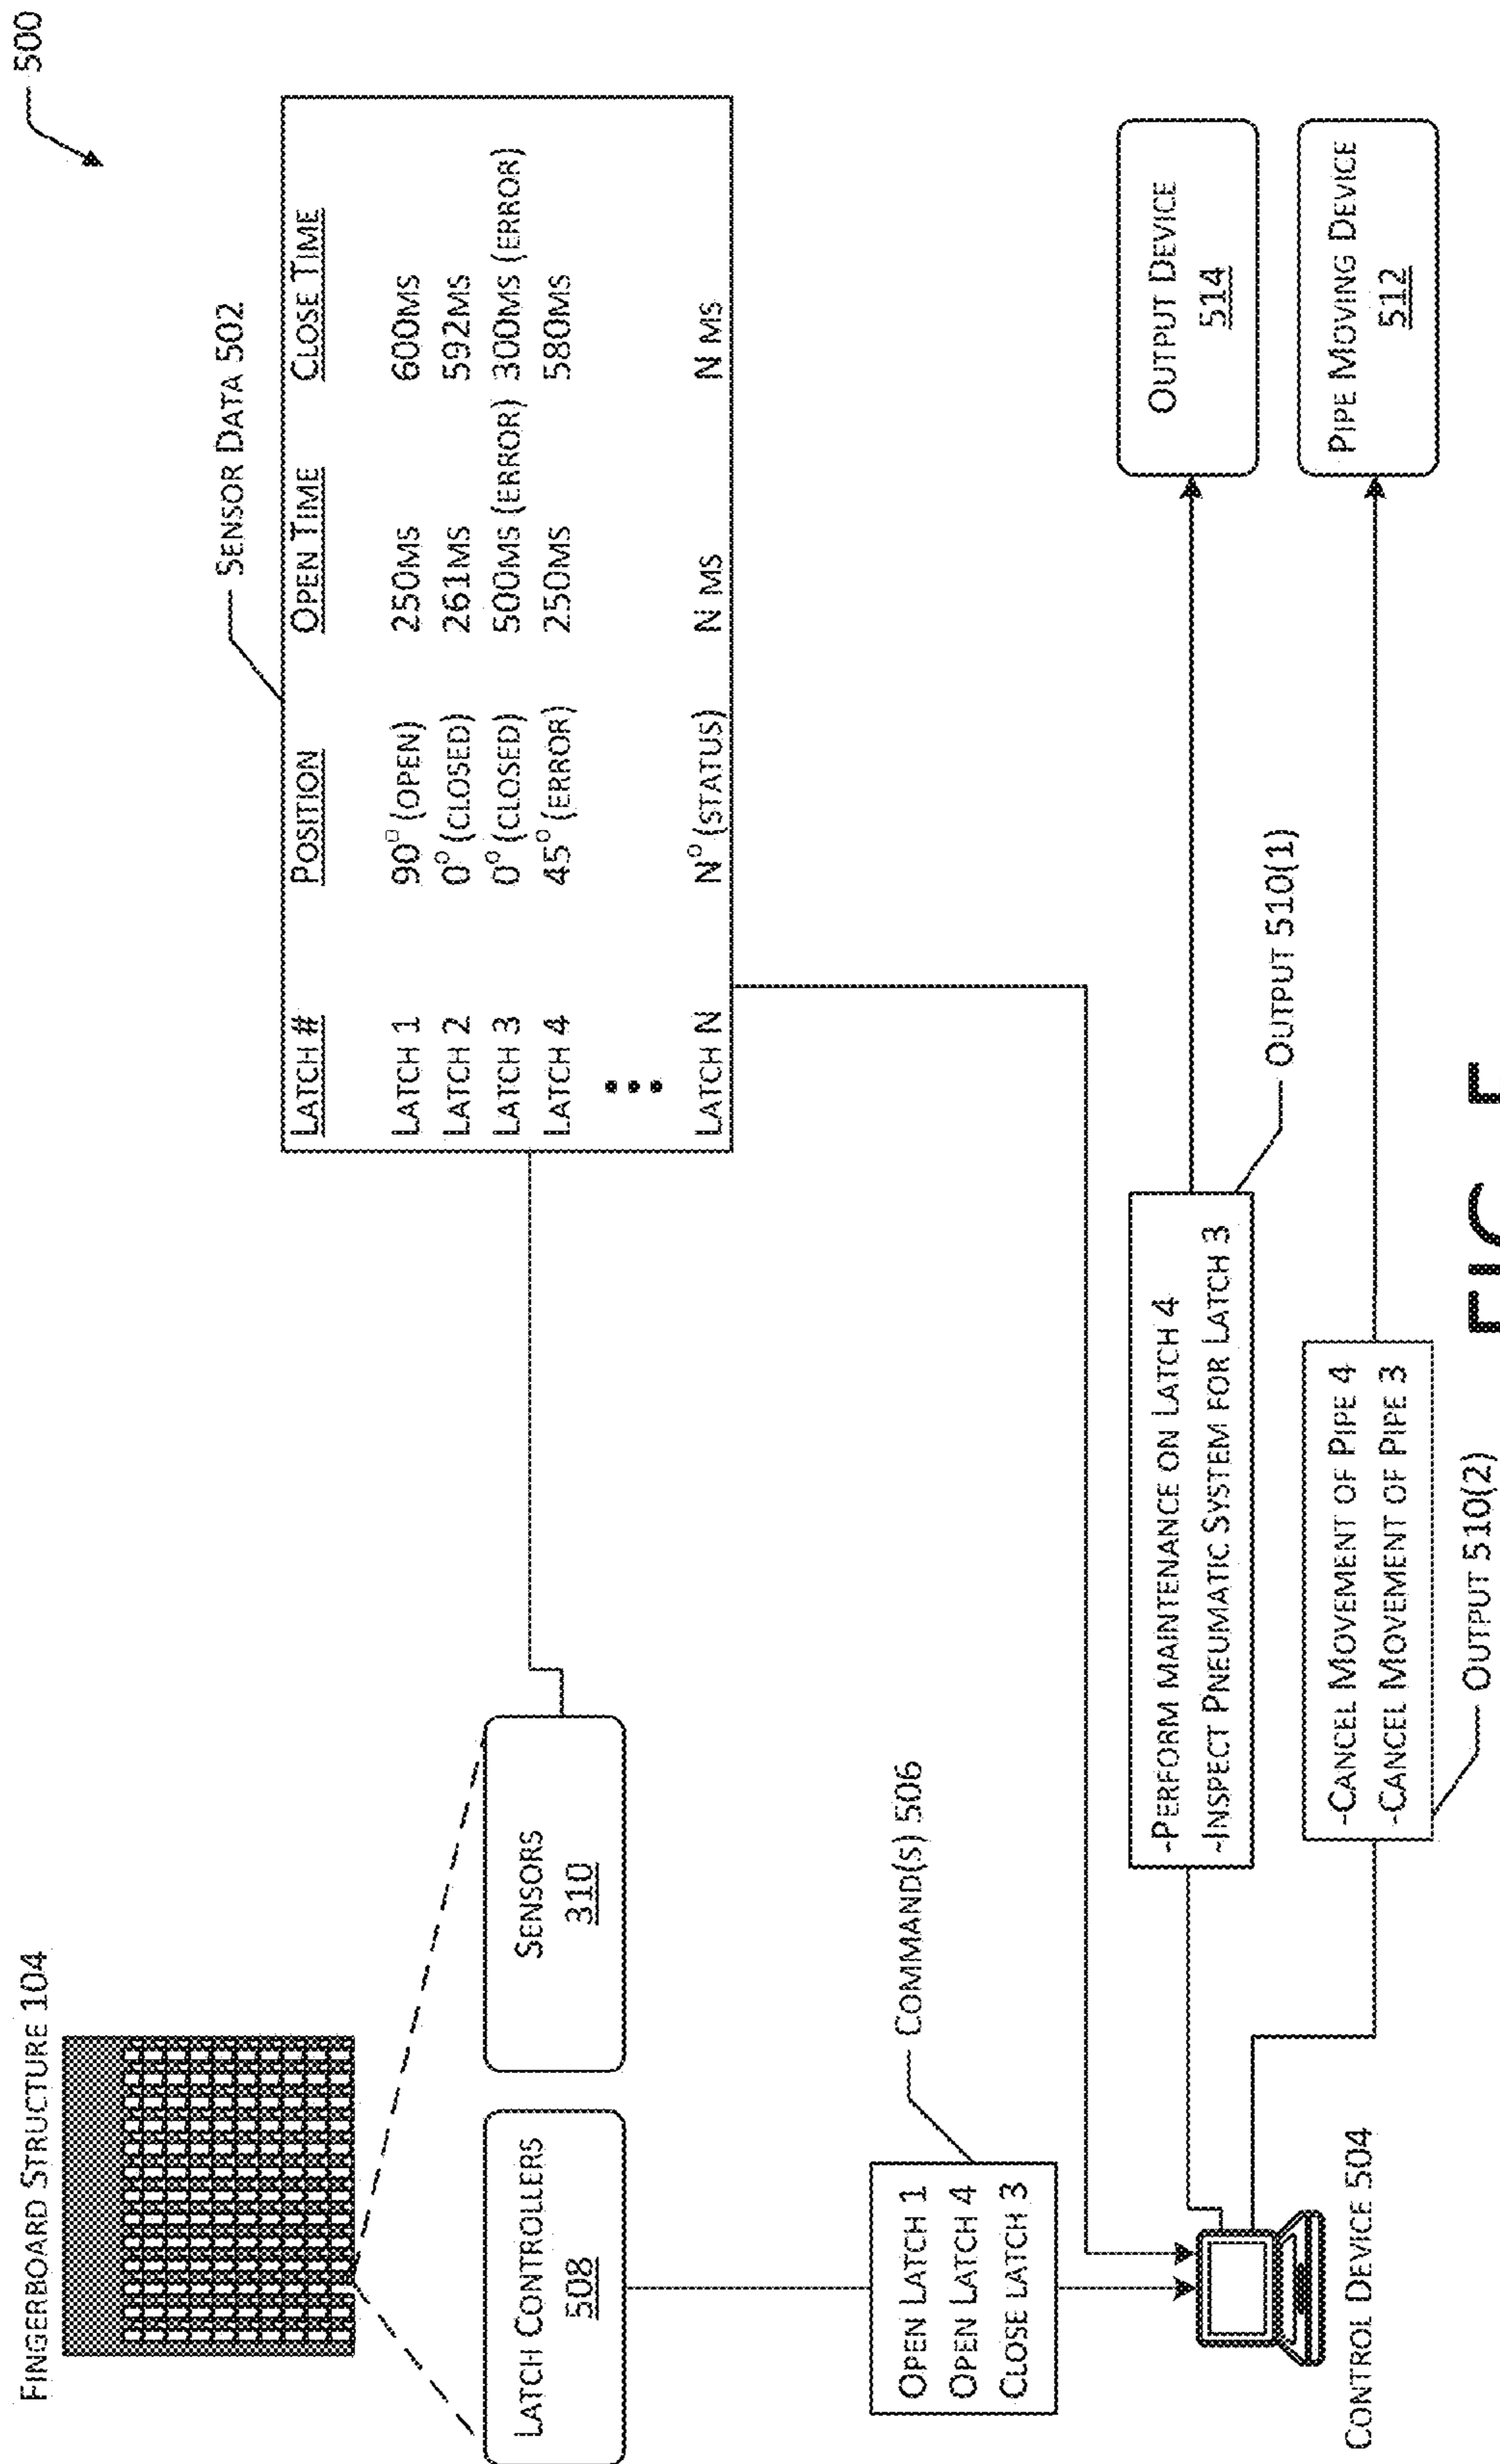 500
FINGERBOARD STRUCTURE 104
SENSOR DATA 502
LATCH # POSITION OPEN TIME CLOSE TIME
LATCH 1 90° (OPEN) 250MS 600MS
LATCH 2 0° (CLOSED) 261MS 592MS
LATCH 3 0° (CLOSED) 500MS (ERROR) 300MS (ERROR)
LATCH 4 45° (ERROR) 250MS 580MS
LATCH N N° (STATUS) N MS N MS
LATCH CONTROLLERS
508
SENSORS
310
COMMAND(S) 506
OPEN LATCH 1
OPEN LATCH 4
CLOSE LATCH 3
CONTROL DEVICE 504
-PERFORM MAINTENANCE ON LATCH 4
-INSPECT PNEUMATIC SYSTEM FOR LATCH 3
OUTPUT 510(1)
OUTPUT DEVICE
514
-CANCEL MOVEMENT OF PIPE 4
-CANCEL MOVEMENT OF PIPE 3
OUTPUT 510(2)
PIPE MOVING DEVICE
512